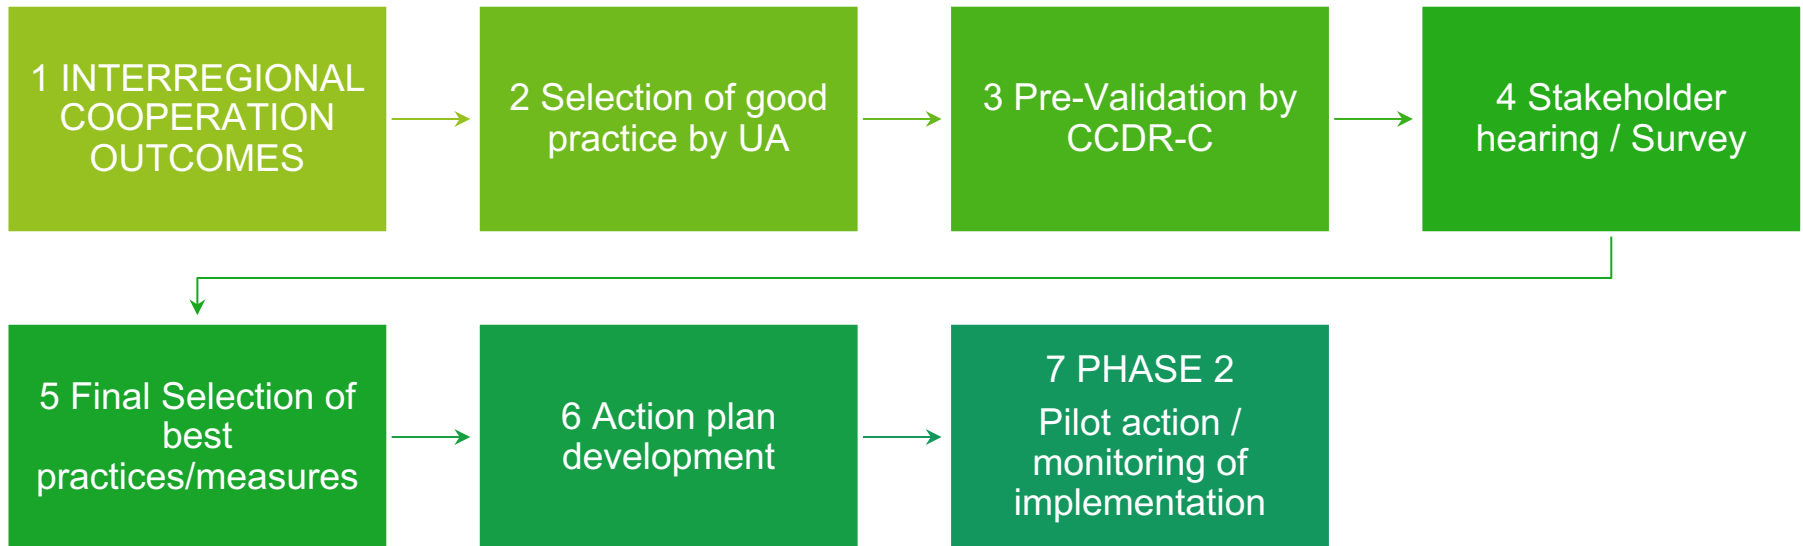 1 INTERREGIONAL
COOPERATION
OUTCOMES
2 Selection of good
practice by UA
3 Pre-Validation by
CCDR-C
4 Stakeholder
hearing / Survey
5 Final Selection of
best
practices/measures
6 Action plan
development
7 PHASE 2
Pilot action /
monitoring of
implementation